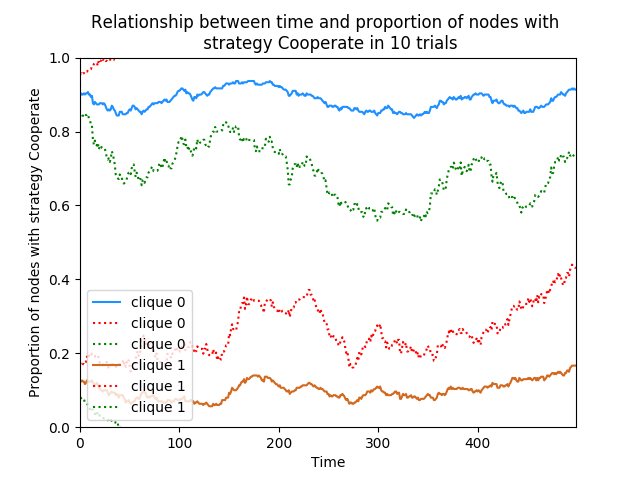 Relationship between time and proportion of nodes with
strategy Cooperate in 10 trials
Proportion of nodes with strategy Cooperate
1.0
0.8
0.6
0.4
0.2
0.0
clique 0
clique 0
clique 0
clique 1
clique 1
clique 1
0 100 200 300 400
Time